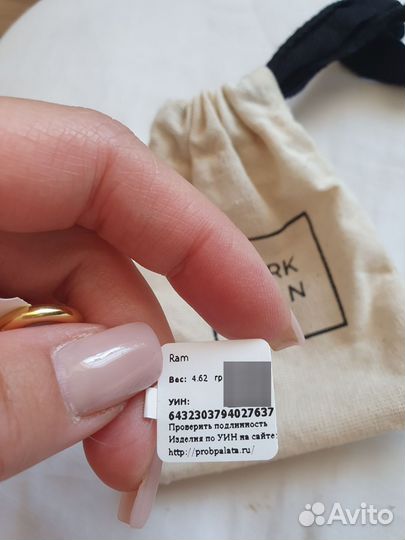 RK
N
Ram
Вес: 4.62 гр
УИН:
6432303794027637
Проверить подлинность
Изделия по УИН на сайте:
http://probpalata.ru/
Avito